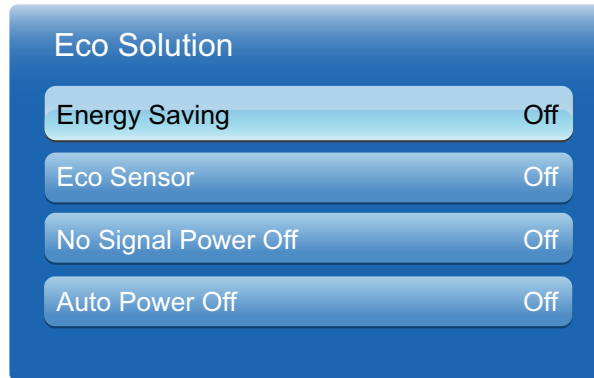 Eco Solution
Energy Saving Off
Eco Sensor Off
No Signal Power Off Off
Auto Power Off Off